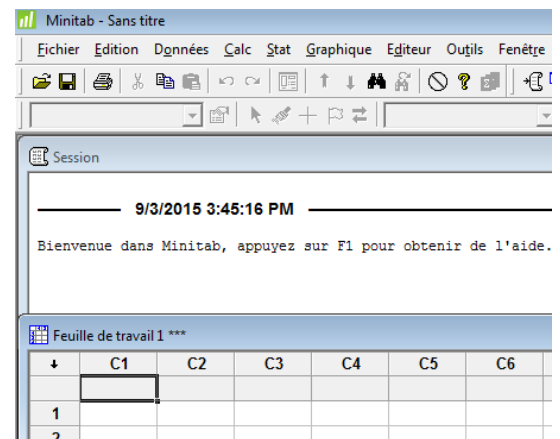 Minitab - Sans titre
Fichier Edition Données Calc Stat Graphique Editeur Outils Fenêtre
Session
9/3/2015 3:45:16 PM
Bienvenue dans Minitab, appuyez sur F1 pour obtenir de l'aide.
Feuille de travail 1 ***
↓ C1 C2 C3 C4 C5 C6
1
2